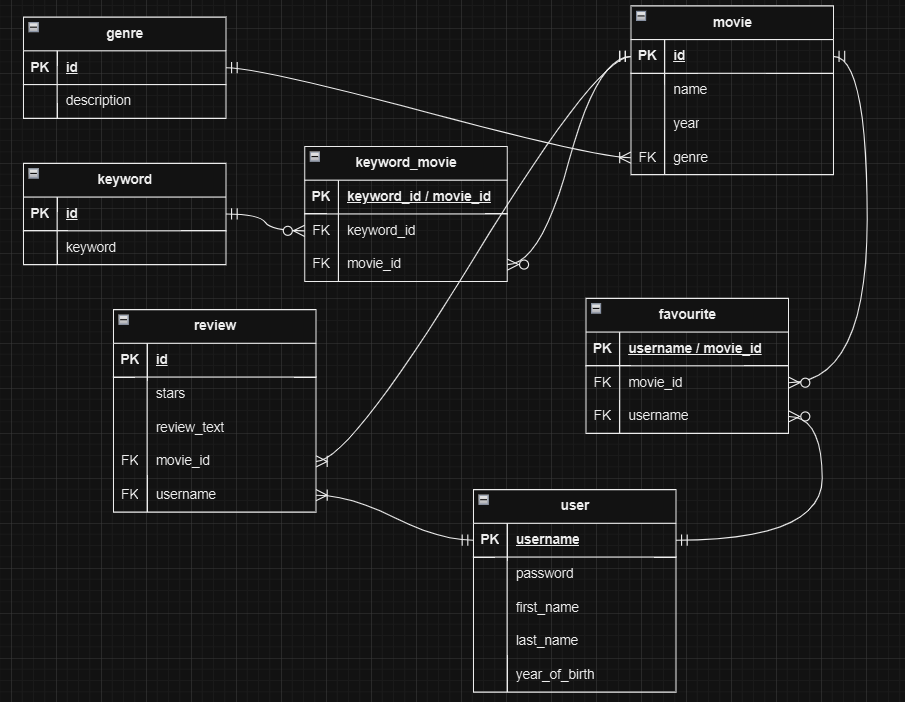 genre
PK id
description
movie
PK id
name
year
FK genre
keyword
PK id
keyword
keyword_movie
PK keyword_id / movie_id
FK keyword_id
FK movie_id
review
PK id
stars
review_text
FK movie_id
FK username
favourite
PK username / movie_id
FK movie_id
FK username
user
PK username
password
first_name
last_name
year_of_birth